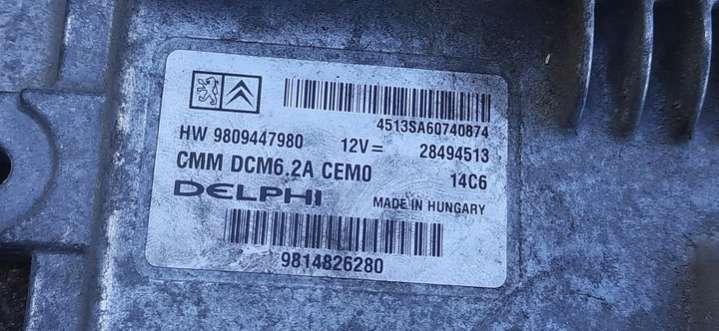 4513SA60740874
HW 9809447980 12V= 28494513
CMM DCM6.2A CEM0 14C6
DELPHI MADE IN HUNGARY
9814826280